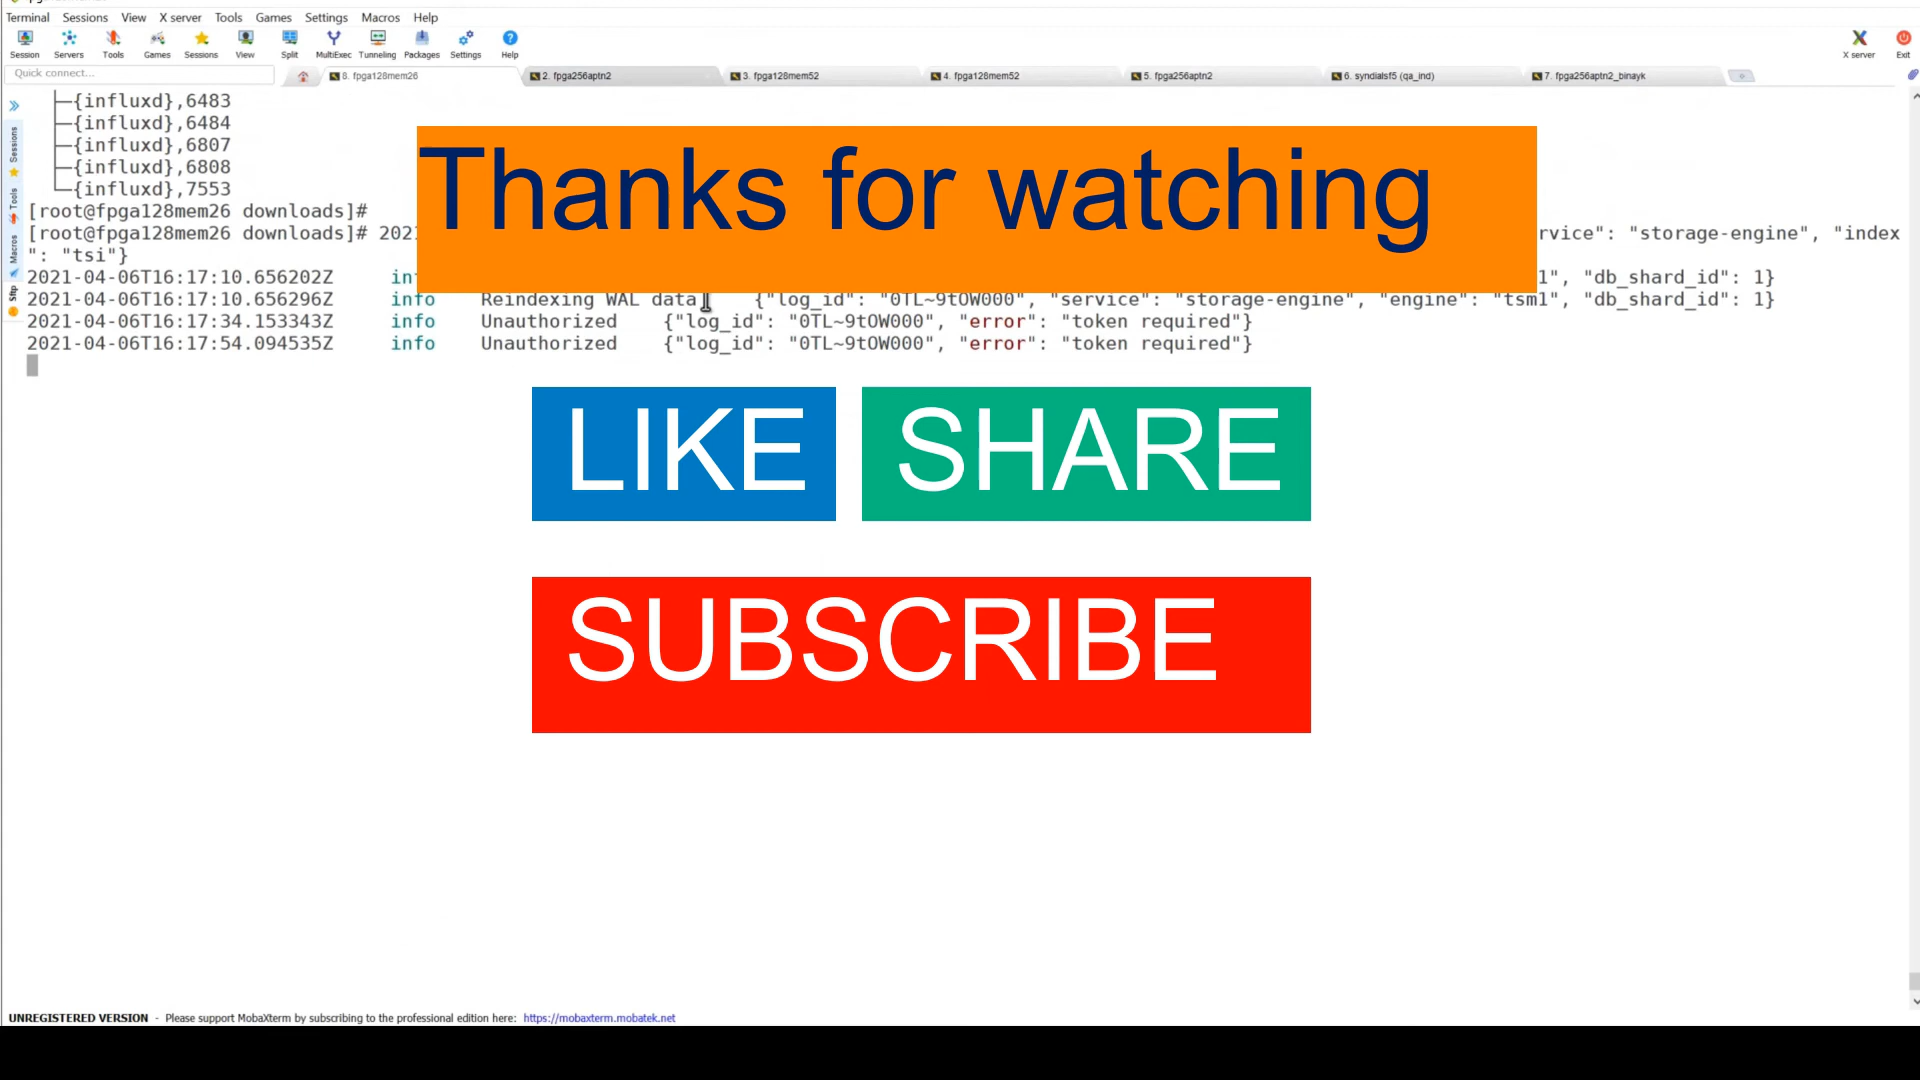 Terminal Sessions View X server Tools Games Settings Macros Help
Session Servers Tools Games Sessions View Split MultiExec Tunneling Packages Settings Help X server Exit
Quick connect...
8. fpga128mem26 2. fpga256aptn2 3. fpga128mem52 4. fpga128mem52 5. fpga256aptn2 6. syndialsf5 (qa_ind) 7. fpga256aptn2_binayk
Sessions
Tools
Macros
Sftp
├─{influxd},6483
├─{influxd},6484
├─{influxd},6807
├─{influxd},6808
└─{influxd},7553
[root@fpga128mem26 downloads]#
[root@fpga128mem26 downloads]# 202 rvice": "storage-engine", "index
": "tsi"}
2021-04-06T16:17:10.656202Z in 1", "db_shard_id": 1}
2021-04-06T16:17:10.656296Z info Reindexing WAL data {"log_id": "0TL~9tOW000", "service": "storage-engine", "engine": "tsm1", "db_shard_id": 1}
2021-04-06T16:17:34.153343Z info Unauthorized {"log_id": "0TL~9tOW000", "error": "token required"}
2021-04-06T16:17:54.094535Z info Unauthorized {"log_id": "0TL~9tOW000", "error": "token required"}
Thanks for watching
LIKE SHARE
SUBSCRIBE
UNREGISTERED VERSION - Please support MobaXterm by subscribing to the professional edition here: https://mobaxterm.mobatek.net